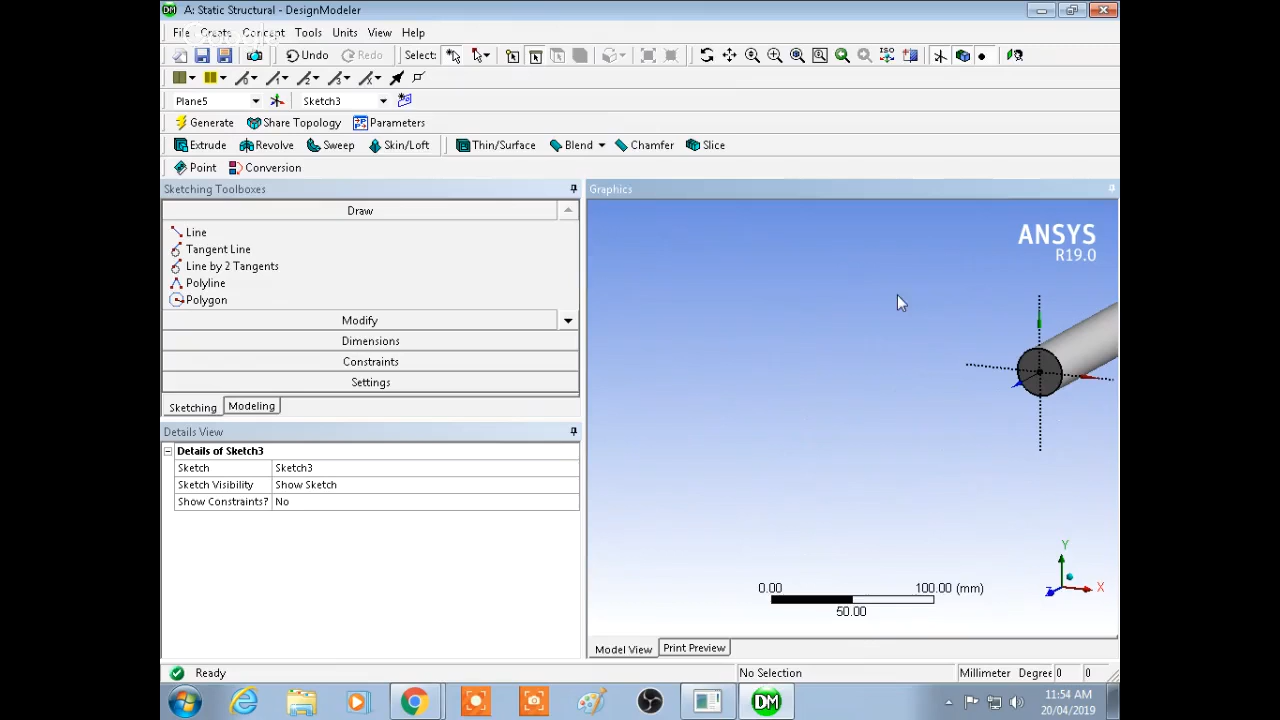 A: Static Structural - DesignModeler
File Create Concept Tools Units View Help
Undo Redo Select:
Plane5 Sketch3
Generate Share Topology Parameters
Extrude Revolve Sweep Skin/Loft Thin/Surface Blend Chamfer Slice
Point Conversion
Sketching Toolboxes
Draw
Line
Tangent Line
Line by 2 Tangents
Polyline
Polygon
Modify
Dimensions
Constraints
Settings
Sketching Modeling
Details View
Details of Sketch3
Sketch Sketch3
Sketch Visibility Show Sketch
Show Constraints? No
Graphics
ANSYS
R19.0
Y
X
Z
0.00 100.00 (mm)
50.00
Model View Print Preview
Ready No Selection Millimeter Degree 0 0
DM
11:54 AM
20/04/2019